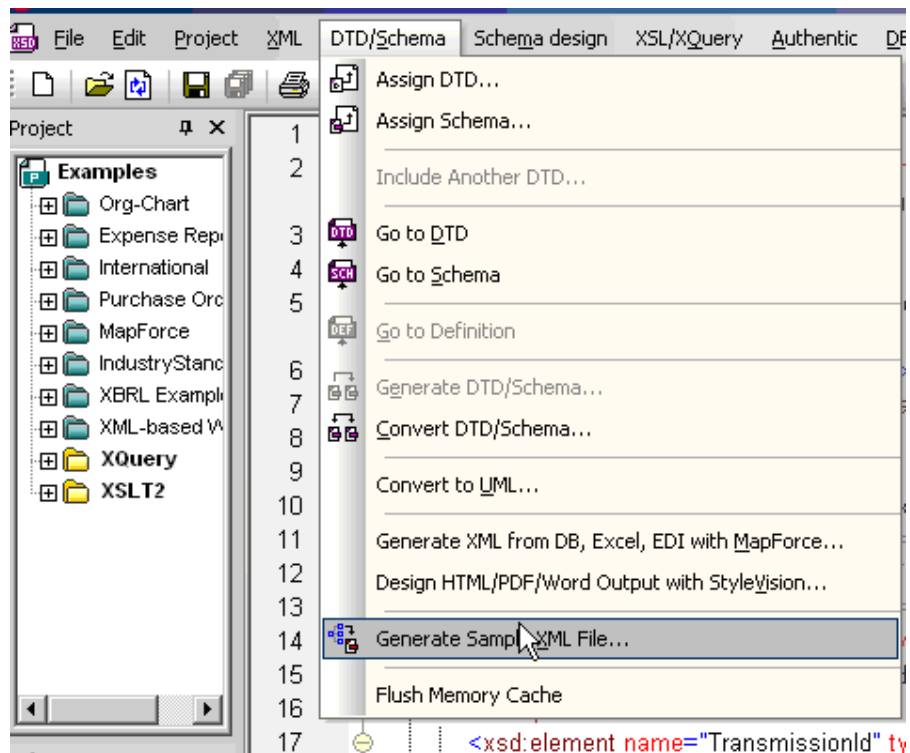 File Edit Project XML DTD/Schema Schema design XSL/XQuery Authentic
Project
Examples
Org-Chart
Expense Rep
International
Purchase Orc
MapForce
IndustryStanc
XBRL Exampl
XML-based W
XQuery
XSLT2
Assign DTD...
Assign Schema...
Include Another DTD...
DTD Go to DTD
SCH Go to Schema
DEF Go to Definition
Generate DTD/Schema...
Convert DTD/Schema...
Convert to UML...
Generate XML from DB, Excel, EDI with MapForce...
Design HTML/PDF/Word Output with StyleVision...
Generate Sample XML File...
Flush Memory Cache
1
2
3
4
5
6
7
8
9
10
11
12
13
14
15
16
17 <xsd:element name="TransmissionId" ty